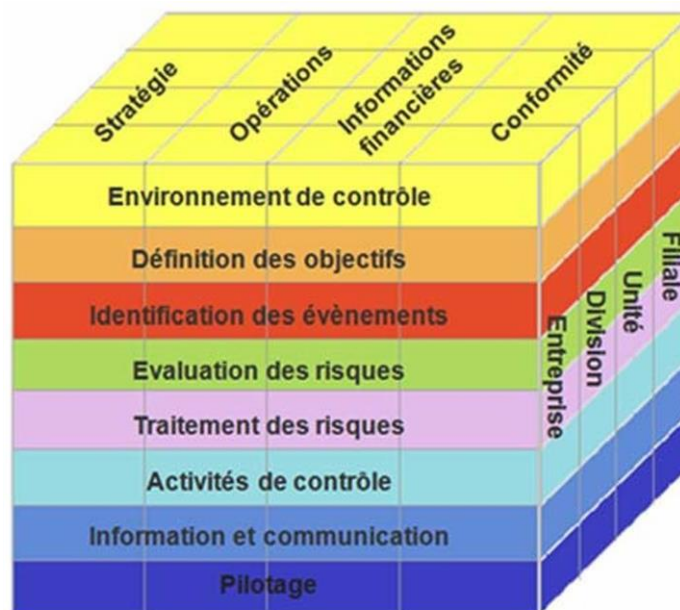 Stratégie
Opérations
Informations
financières
Conformité
Environnement de contrôle
Définition des objectifs
Identification des évènements
Evaluation des risques
Traitement des risques
Activités de contrôle
Information et communication
Pilotage
Entreprise
Division
Unité
Filiale